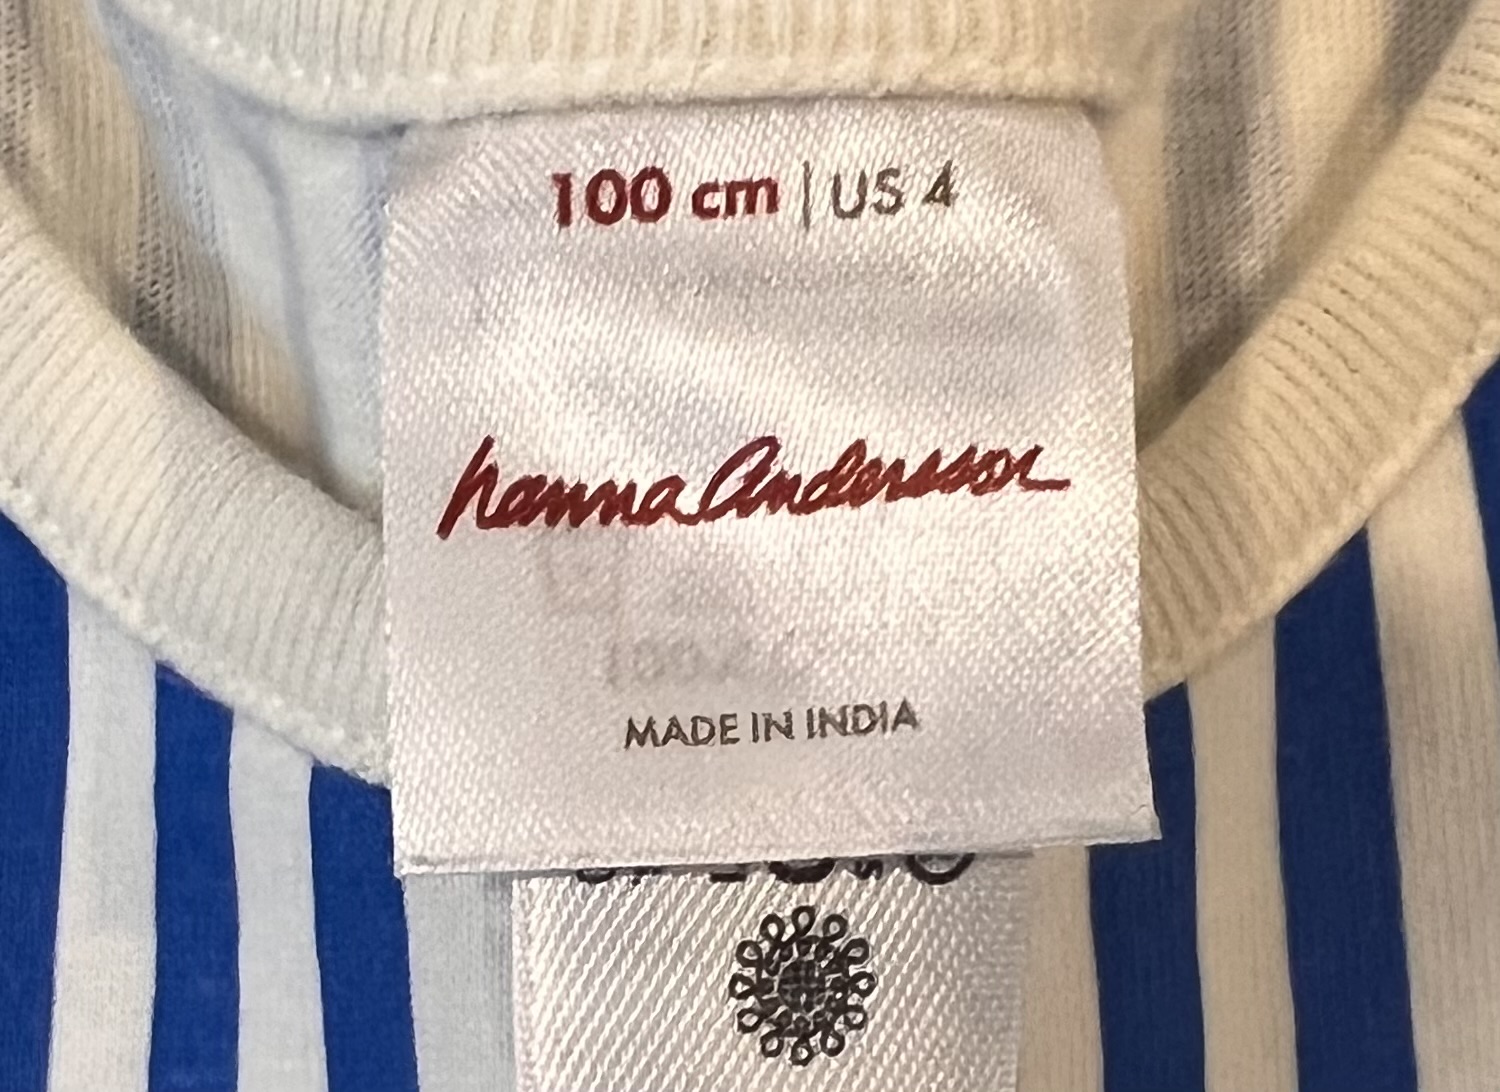 100 cm | US 4
hanna Andersson
MADE IN INDIA